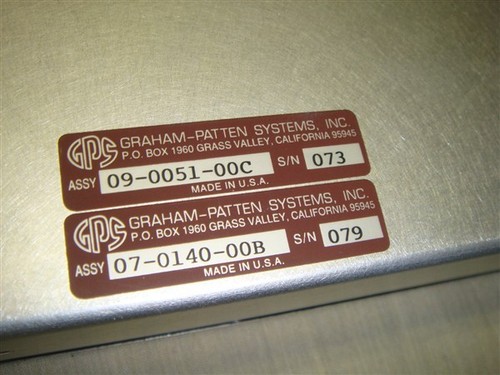 GPS GRAHAM-PATTEN SYSTEMS, INC.
P.O. BOX 1960 GRASS VALLEY, CALIFORNIA 95945
ASSY 09-0051-00C S/N 073
MADE IN U.S.A.
GPS GRAHAM-PATTEN SYSTEMS, INC.
P.O. BOX 1960 GRASS VALLEY, CALIFORNIA 95945
ASSY 07-0140-00B S/N 079
MADE IN U.S.A.